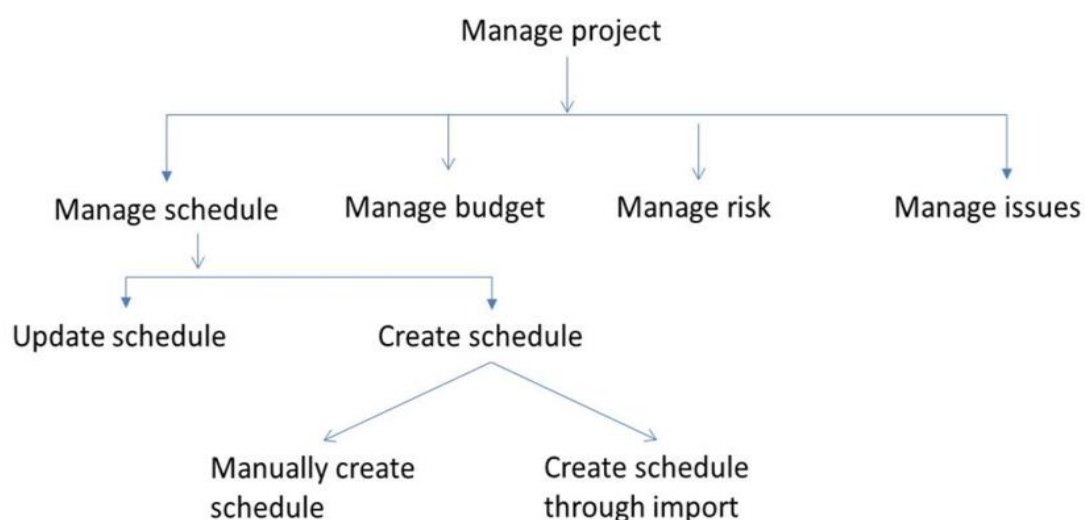 Manage project
Manage schedule
Manage budget
Manage risk
Manage issues
Update schedule
Create schedule
Manually create
schedule
Create schedule
through import